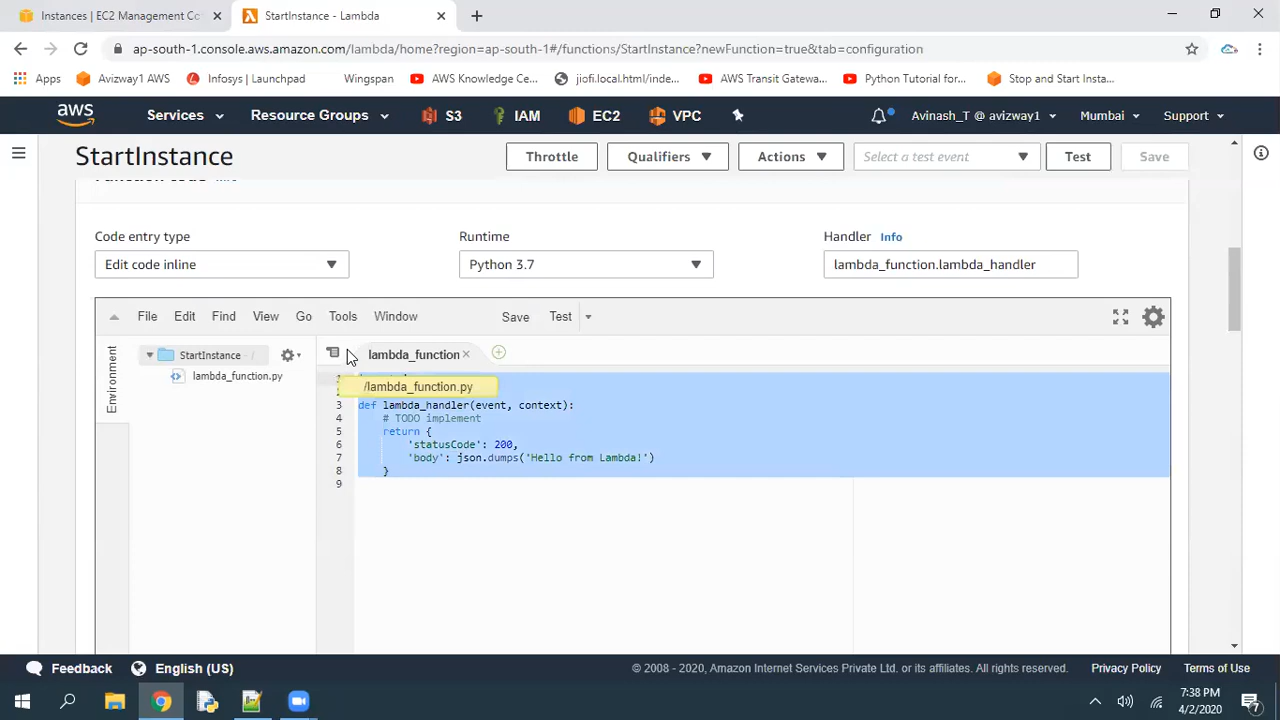 Instances | EC2 Management Co
StartInstance - Lambda
ap-south-1.console.aws.amazon.com/lambda/home?region=ap-south-1#/functions/StartInstance?newFunction=true&tab=configuration
Apps
Avizway1 AWS
Infosys | Launchpad
Wingspan
AWS Knowledge Ce...
jiofi.local.html/inde...
AWS Transit Gatewa...
Python Tutorial for...
Stop and Start Insta...
aws
Services
Resource Groups
S3
IAM
EC2
VPC
Avinash_T @ avizway1
Mumbai
Support
StartInstance
Throttle
Qualifiers
Actions
Select a test event
Test
Save
Code entry type
Runtime
Handler Info
Edit code inline
Python 3.7
lambda_function.lambda_handler
File
Edit
Find
View
Go
Tools
Window
Save
Test
Environment
StartInstance
lambda_function.py
lambda_function
1
/lambda_function.py
3 def lambda_handler(event, context):
4 # TODO implement
5 return {
6 'statusCode': 200,
7 'body': json.dumps('Hello from Lambda!')
8 }
9
Feedback
English (US)
© 2008 - 2020, Amazon Internet Services Private Ltd. or its affiliates. All rights reserved.
Privacy Policy
Terms of Use
7:38 PM
4/2/2020
7